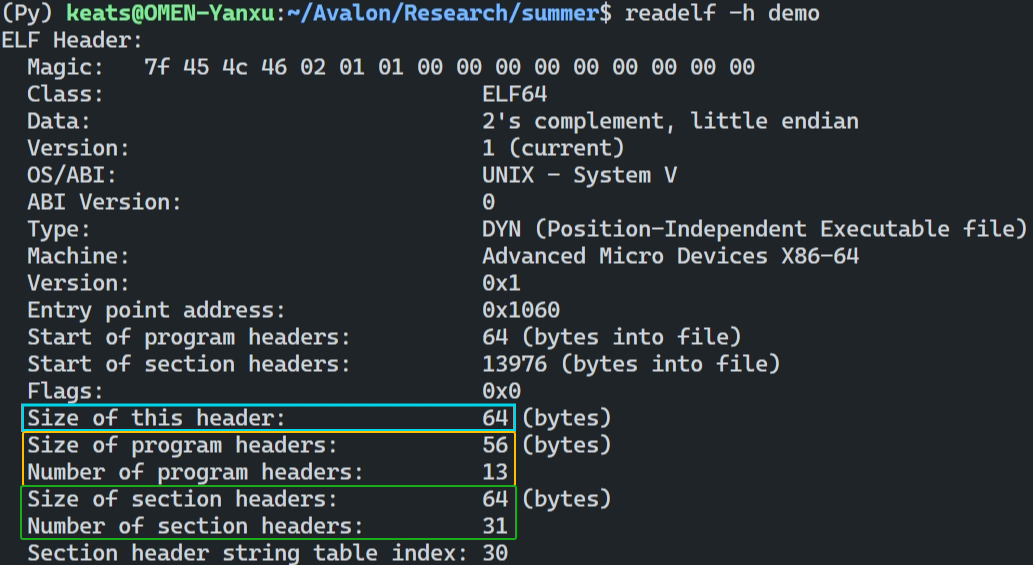 (Py) keats@OMEN-Yanxu:~/Avalon/Research/summer$ readelf -h demo
ELF Header:
  Magic:   7f 45 4c 46 02 01 01 00 00 00 00 00 00 00 00 00
  Class:                             ELF64
  Data:                              2's complement, little endian
  Version:                           1 (current)
  OS/ABI:                            UNIX - System V
  ABI Version:                       0
  Type:                              DYN (Position-Independent Executable file)
  Machine:                           Advanced Micro Devices X86-64
  Version:                           0x1
  Entry point address:               0x1060
  Start of program headers:          64 (bytes into file)
  Start of section headers:          13976 (bytes into file)
  Flags:                             0x0
  Size of this header:               64 (bytes)
  Size of program headers:           56 (bytes)
  Number of program headers:         13
  Size of section headers:           64 (bytes)
  Number of section headers:         31
  Section header string table index: 30